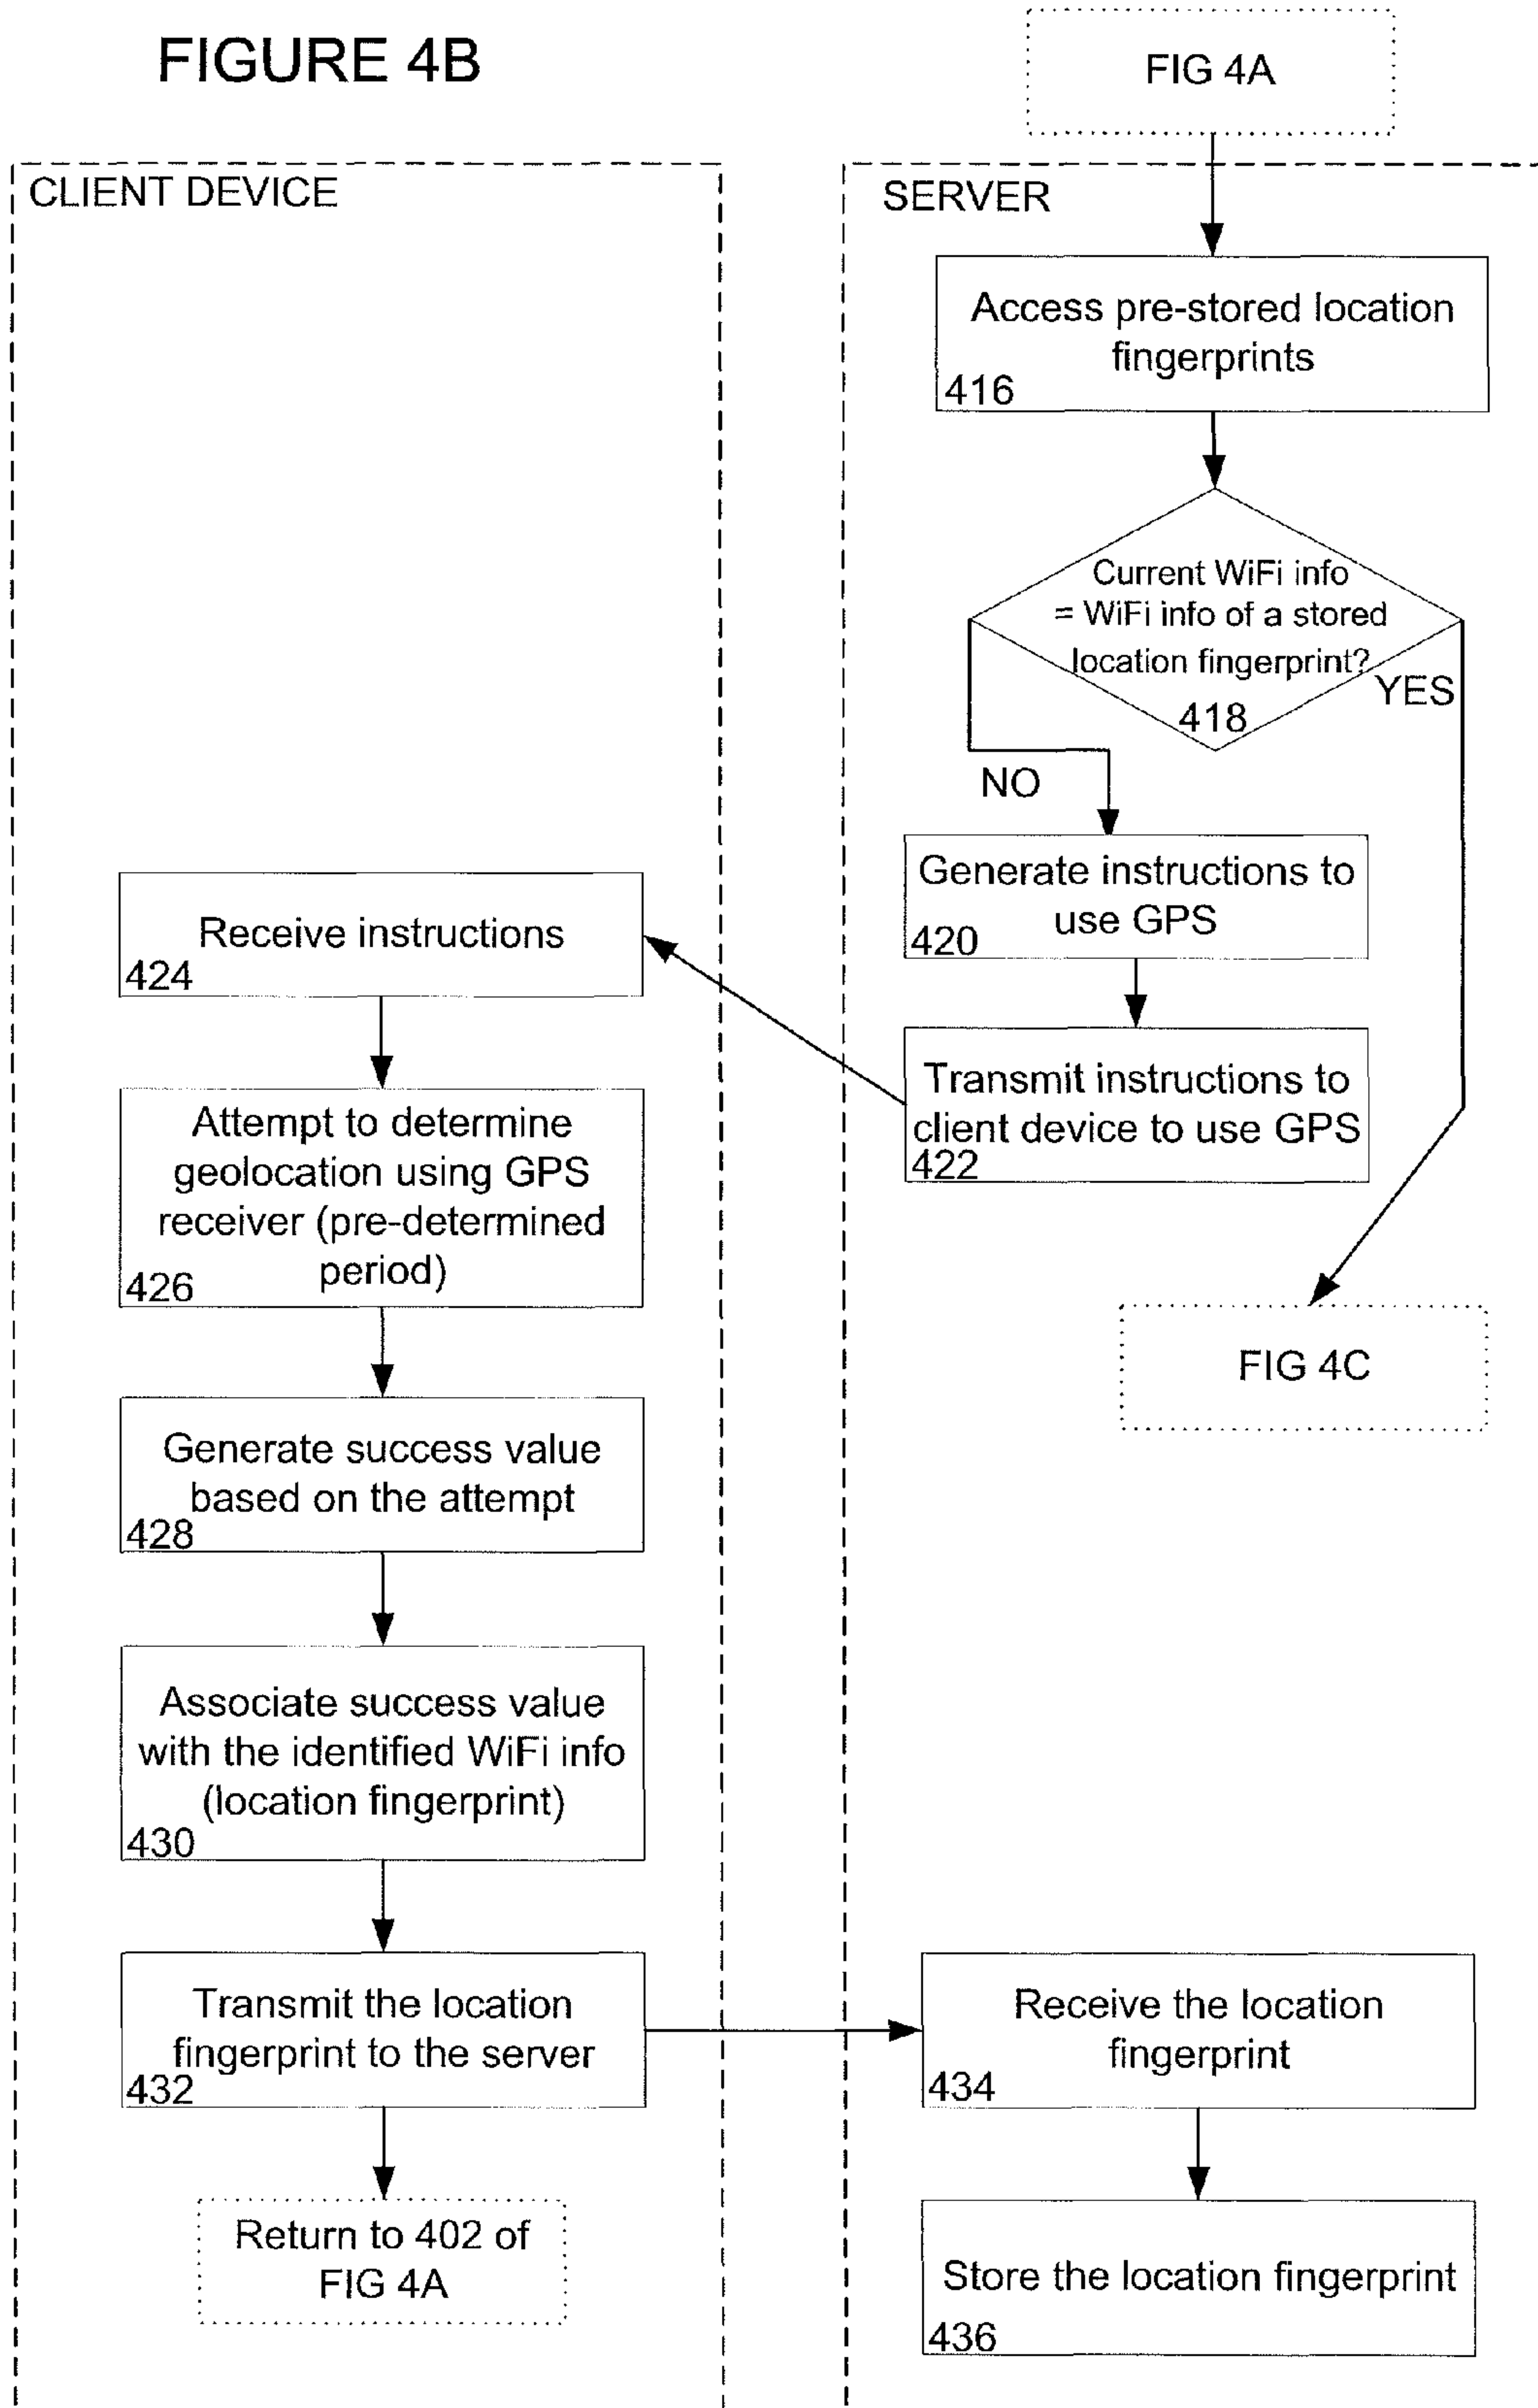 FIGURE 4B
FIG 4A
CLIENT DEVICE
SERVER
Access pre-stored location
fingerprints
416
Current WiFi info
= WiFi info of a stored
location fingerprint?
418
YES
NO
Generate instructions to
use GPS
420
Transmit instructions to
client device to use GPS
422
FIG 4C
Receive instructions
424
Attempt to determine
geolocation using GPS
receiver (pre-determined
period)
426
Generate success value
based on the attempt
428
Associate success value
with the identified WiFi info
(location fingerprint)
430
Transmit the location
fingerprint to the server
432
Return to 402 of
FIG 4A
Receive the location
fingerprint
434
Store the location fingerprint
436